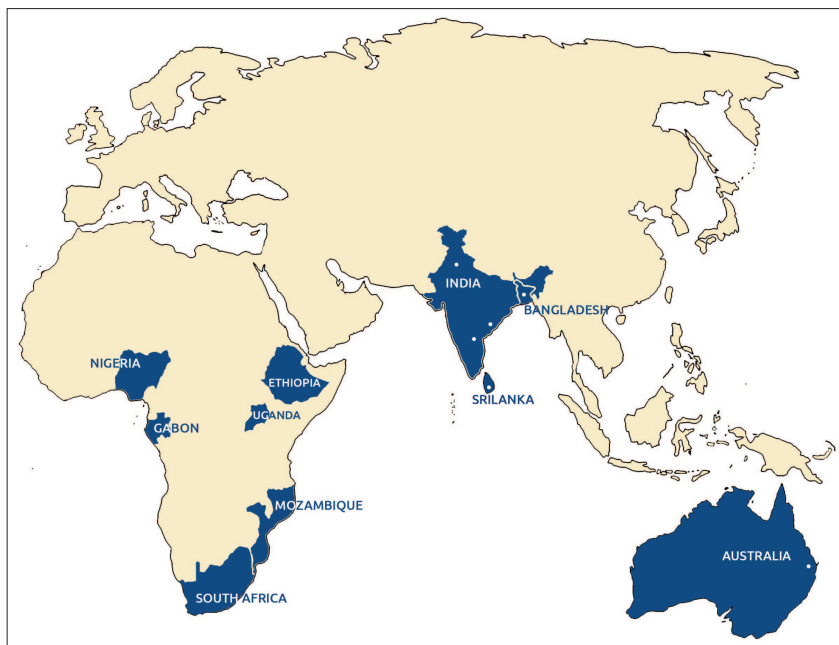 INDIA
BANGLADESH
NIGERIA
ETHIOPIA
SRILANKA
UGANDA
GABON
MOZAMBIQUE
AUSTRALIA
SOUTH AFRICA